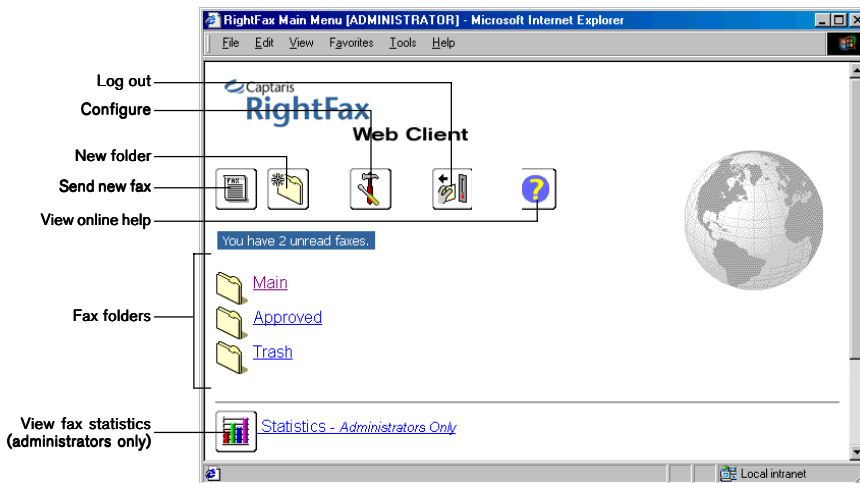 RightFax Main Menu [ADMINISTRATOR] - Microsoft Internet Explorer
File Edit View Favorites Tools Help
Log out
Configure
New folder
Send new fax
View online help
Fax folders
View fax statistics
(administrators only)
Captaris
RightFax
Web Client
FAX
?
You have 2 unread faxes.
Main
Approved
Trash
Statistics - Administrators Only
Local intranet